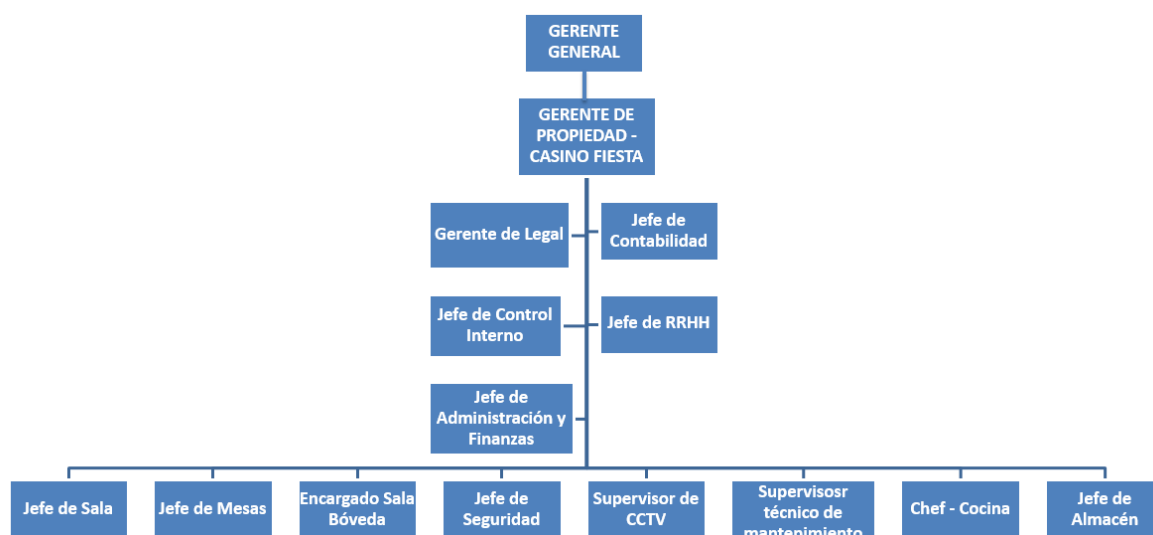 GERENTE
GENERAL
GERENTE DE
PROPIEDAD -
CASINO FIESTA
Gerente de Legal
Jefe de
Contabilidad
Jefe de Control
Interno
Jefe de RRHH
Jefe de
Administración y
Finanzas
Jefe de Sala
Jefe de Mesas
Encargado Sala
Bóveda
Jefe de
Seguridad
Supervisor de
CCTV
Supervisosr
técnico de
mantenimiento
Chef - Cocina
Jefe de
Almacén